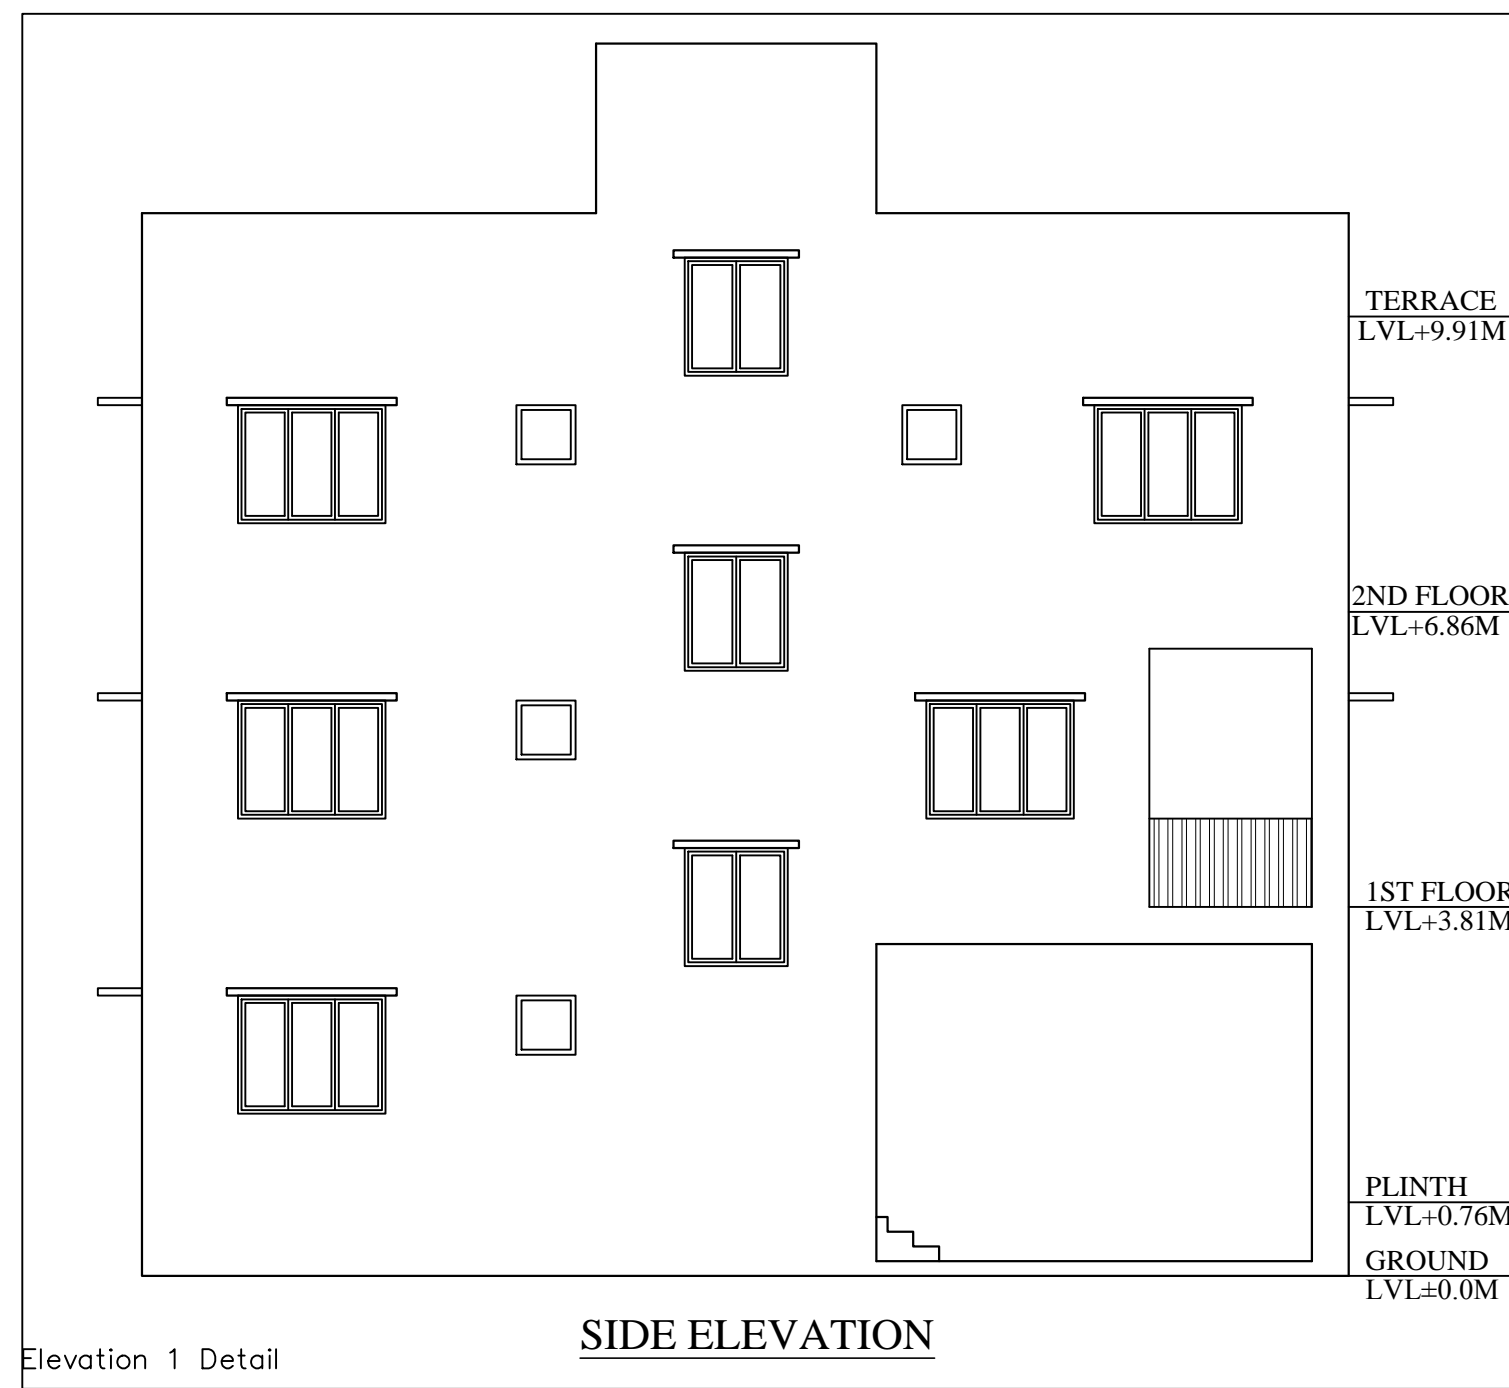 TERRACE
LVL+9.91M
2ND FLOOR
LVL+6.86M
1ST FLOOR
LVL+3.81M
PLINTH
LVL+0.76M
GROUND
LVL±0.0M
SIDE ELEVATION
Elevation 1 Detail